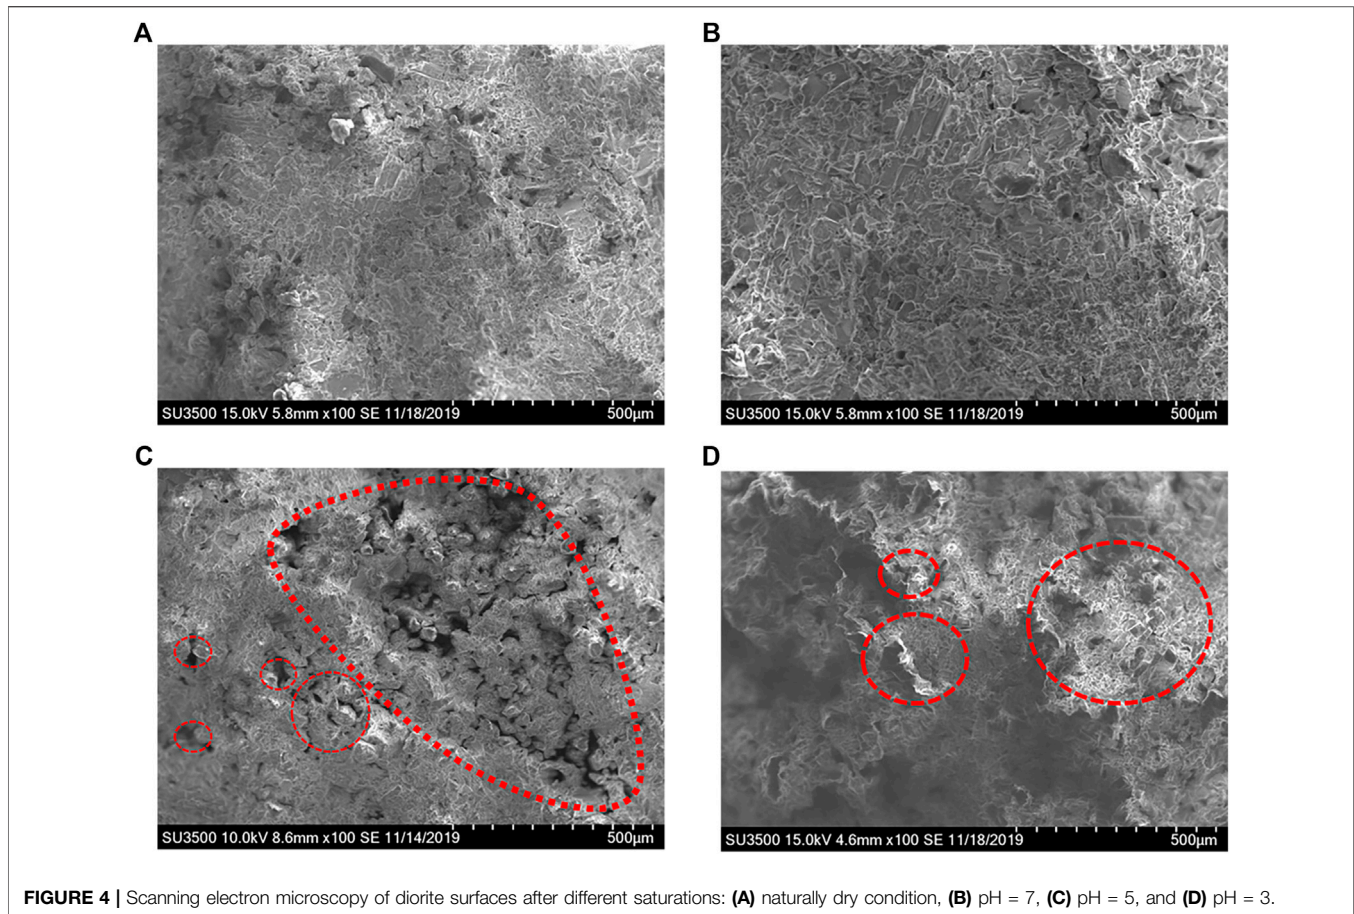 A
B
SU3500 15.0kV 5.8mm x100 SE 11/18/2019
500µm
SU3500 15.0kV 5.8mm x100 SE 11/18/2019
500µm
C
D
SU3500 10.0kV 8.6mm x100 SE 11/14/2019
500µm
SU3500 15.0kV 4.6mm x100 SE 11/18/2019
500µm
FIGURE 4 | Scanning electron microscopy of diorite surfaces after different saturations: (A) naturally dry condition, (B) pH = 7, (C) pH = 5, and (D) pH = 3.